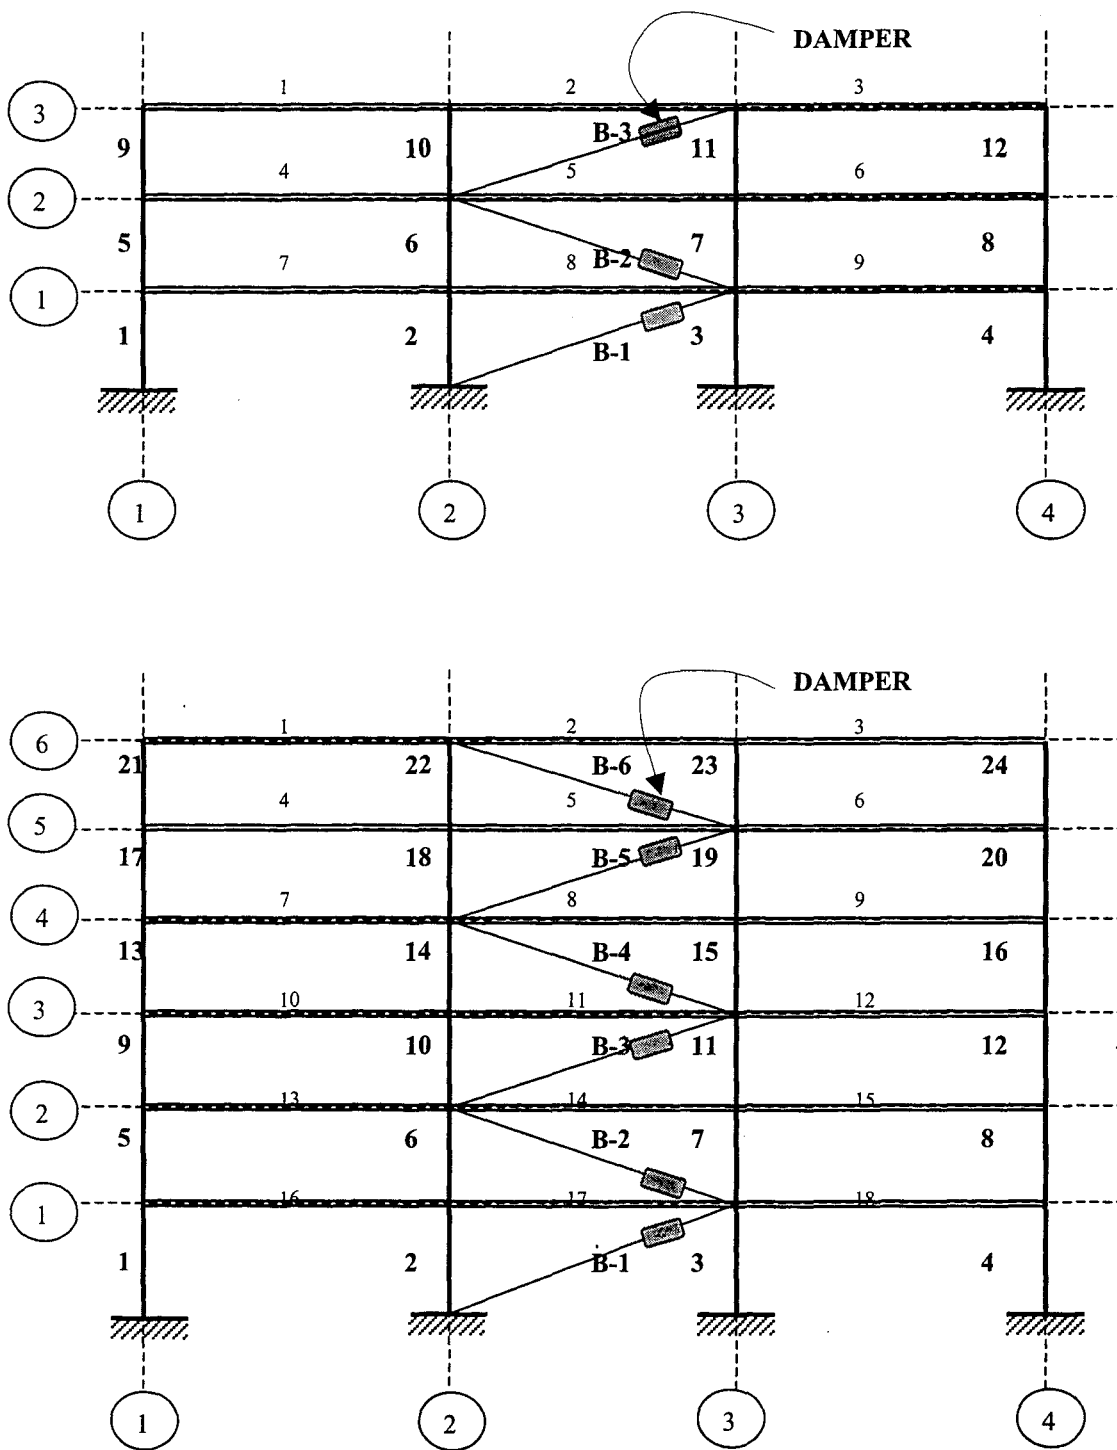 DAMPER
1 2 3
3
9 10 B-3 11 12
4 5 6
2
5 6 7 8
7 8 B-2 9
1
1 2 3 4
B-1
1 2 3 4
DAMPER
1 2 3
6
21 22 B-6 23 24
4 5 6
5
17 18 B-5 19 20
7 8 9
4
13 14 B-4 15 16
10 11 12
3
9 10 B-3 11 12
13 14 15
2
5 6 B-2 7 8
16 17 18
1
1 2 B-1 3 4
1 2 3 4